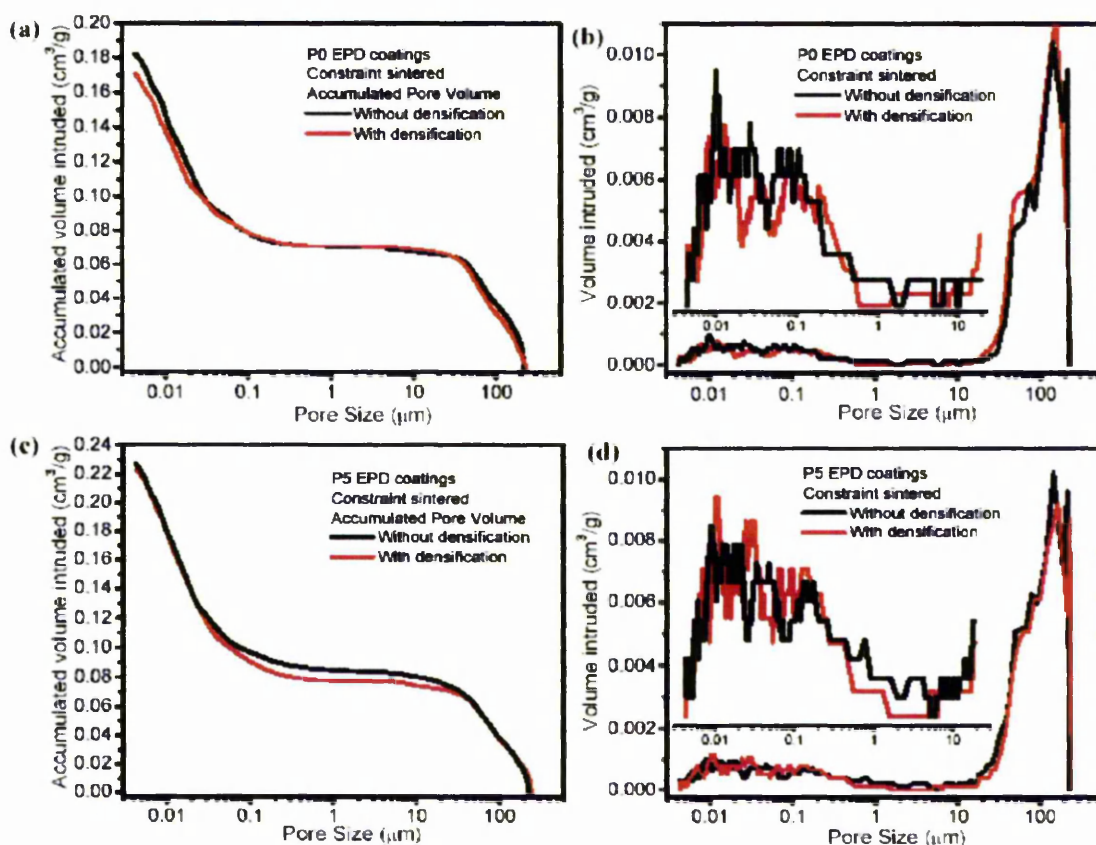 (a)
Accumulated volume intruded (cm³/g)
0.20
0.18
0.16
0.14
0.12
0.10
0.08
0.06
0.04
0.02
0.00
P0 EPD coatings
Constraint sintered
Accumulated Pore Volume
Without densification
With densification
0.01 0.1 1 10 100
Pore Size (μm)
(b)
Volume intruded (cm³/g)
0.010
0.008
0.006
0.004
0.002
0.000
P0 EPD coatings
Constraint sintered
Without densification
With densification
0.01 0.1 1 10
0.01 0.1 1 10 100
Pore Size (μm)
(c)
Accumulated volume intruded (cm³/g)
0.24
0.22
0.20
0.18
0.16
0.14
0.12
0.10
0.08
0.06
0.04
0.02
0.00
P5 EPD coatings
Constraint sintered
Accumulated Pore Volume
Without densification
With densification
0.01 0.1 1 10 100
Pore Size (μm)
(d)
Volume intruded (cm³/g)
0.010
0.008
0.006
0.004
0.002
0.000
P5 EPD coatings
Constraint sintered
Without densification
With densification
0.01 0.1 1 10
0.01 0.1 1 10 100
Pore Size (μm)